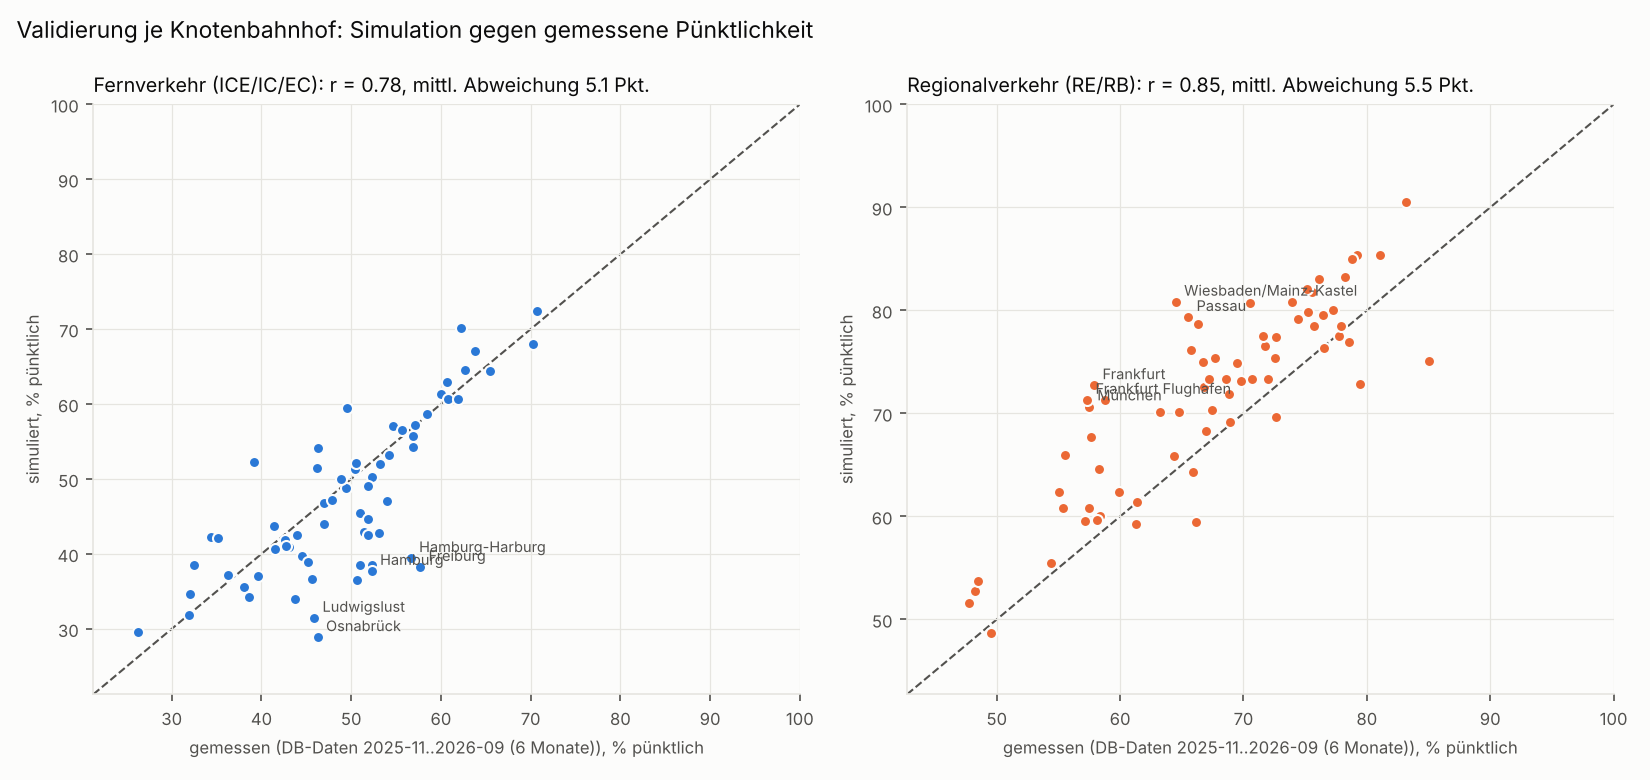 Validierung je Knotenbahnhof: Simulation gegen gemessene Pünktlichkeit
Fernverkehr (ICE/IC/EC): r = 0.78, mittl. Abweichung 5.1 Pkt.
100
90
80
70
60
50
40
30
simuliert, % pünktlich
Hamburg-Harburg
Freiburg
Hamburg
Ludwigslust
Osnabrück
30 40 50 60 70 80 90 100
gemessen (DB-Daten 2025-11..2026-09 (6 Monate)), % pünktlich
Regionalverkehr (RE/RB): r = 0.85, mittl. Abweichung 5.5 Pkt.
100
90
80
70
60
50
simuliert, % pünktlich
Wiesbaden/Mainz-Kastel
Passau
Frankfurt
Frankfurt Flughafen
München
50 60 70 80 90 100
gemessen (DB-Daten 2025-11..2026-09 (6 Monate)), % pünktlich